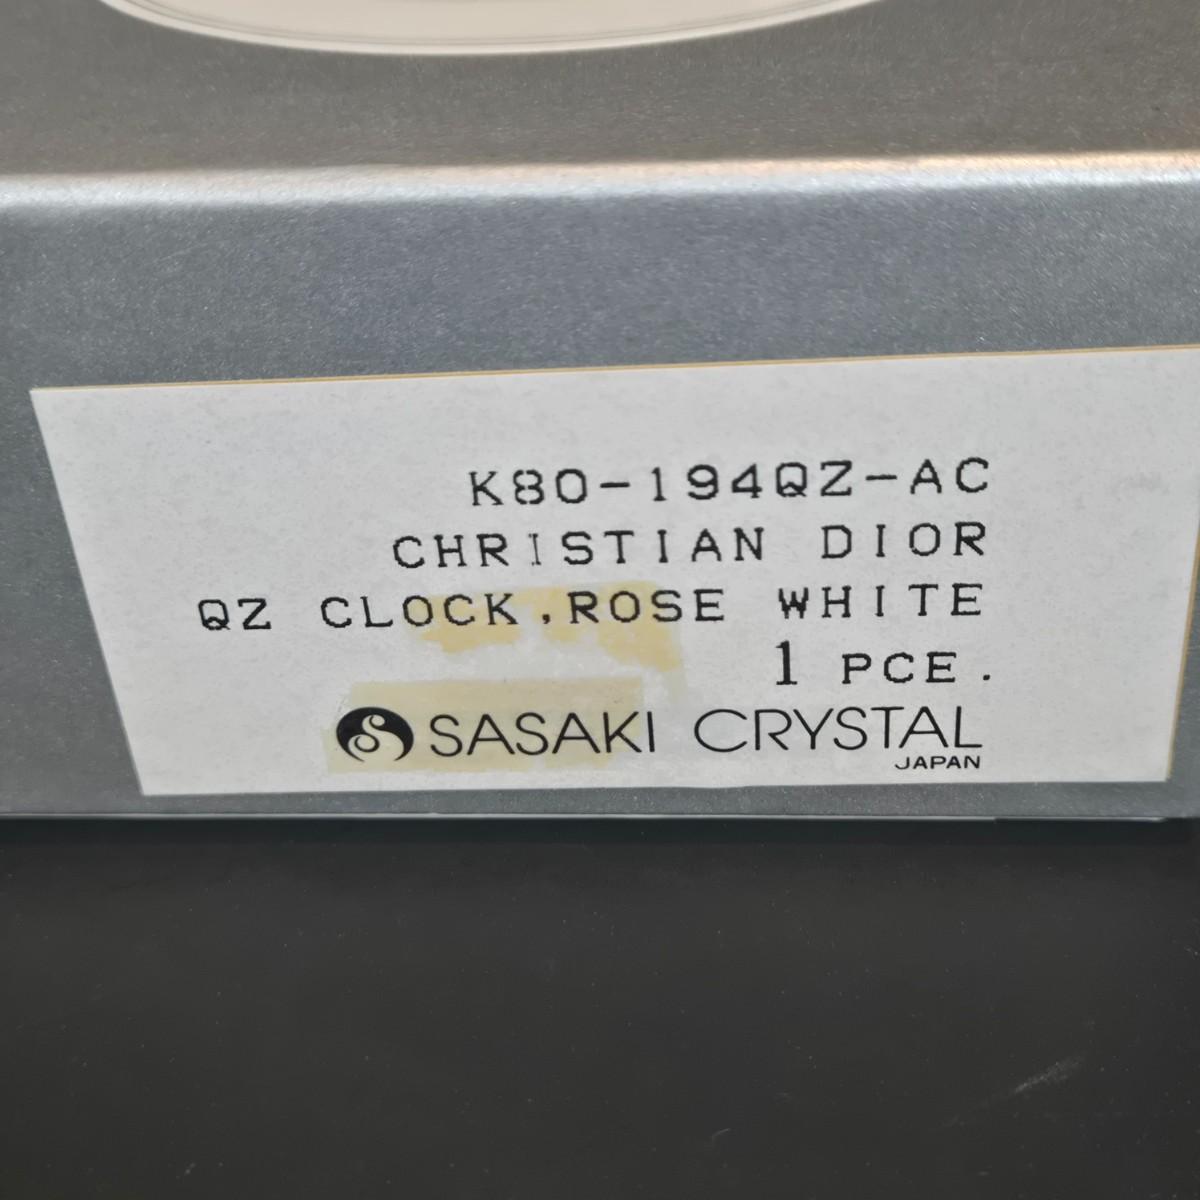 K80-194QZ-AC
CHRISTIAN DIOR
QZ CLOCK,ROSE WHITE
1 PCE.
SASAKI CRYSTAL
JAPAN